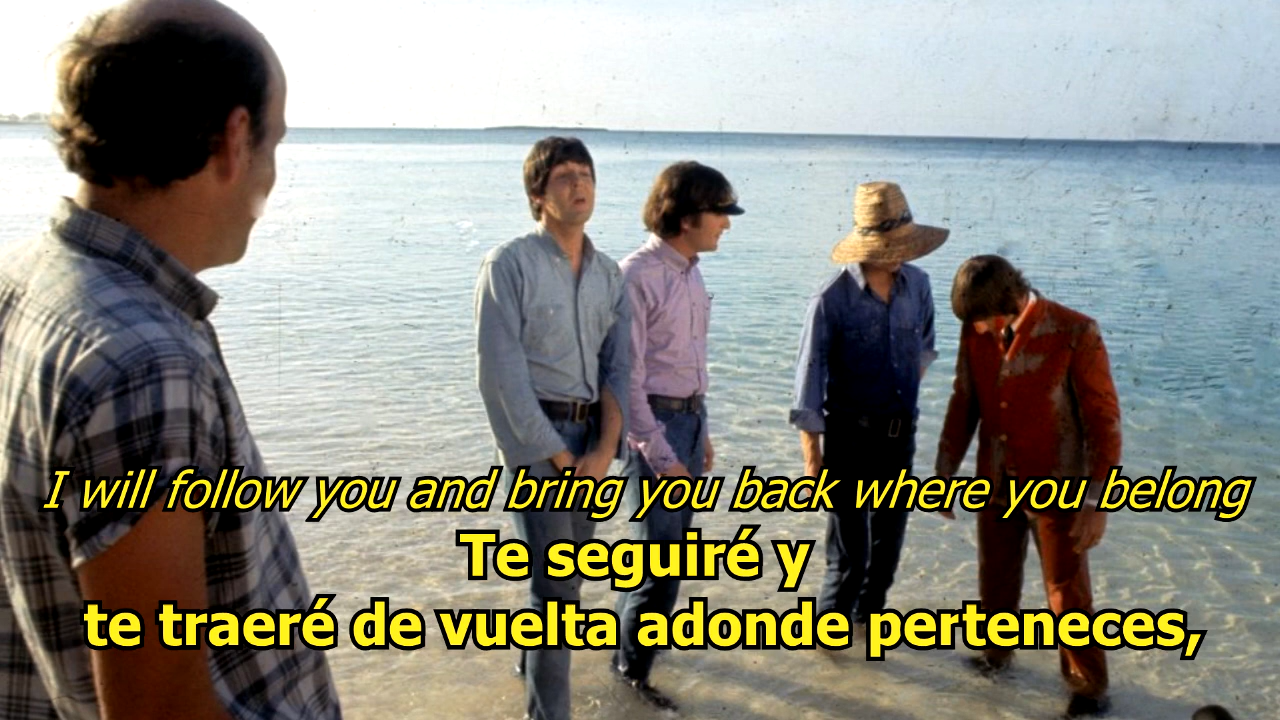 I will follow you and bring you back where you belong
Te seguiré y
te traeré de vuelta adonde perteneces,